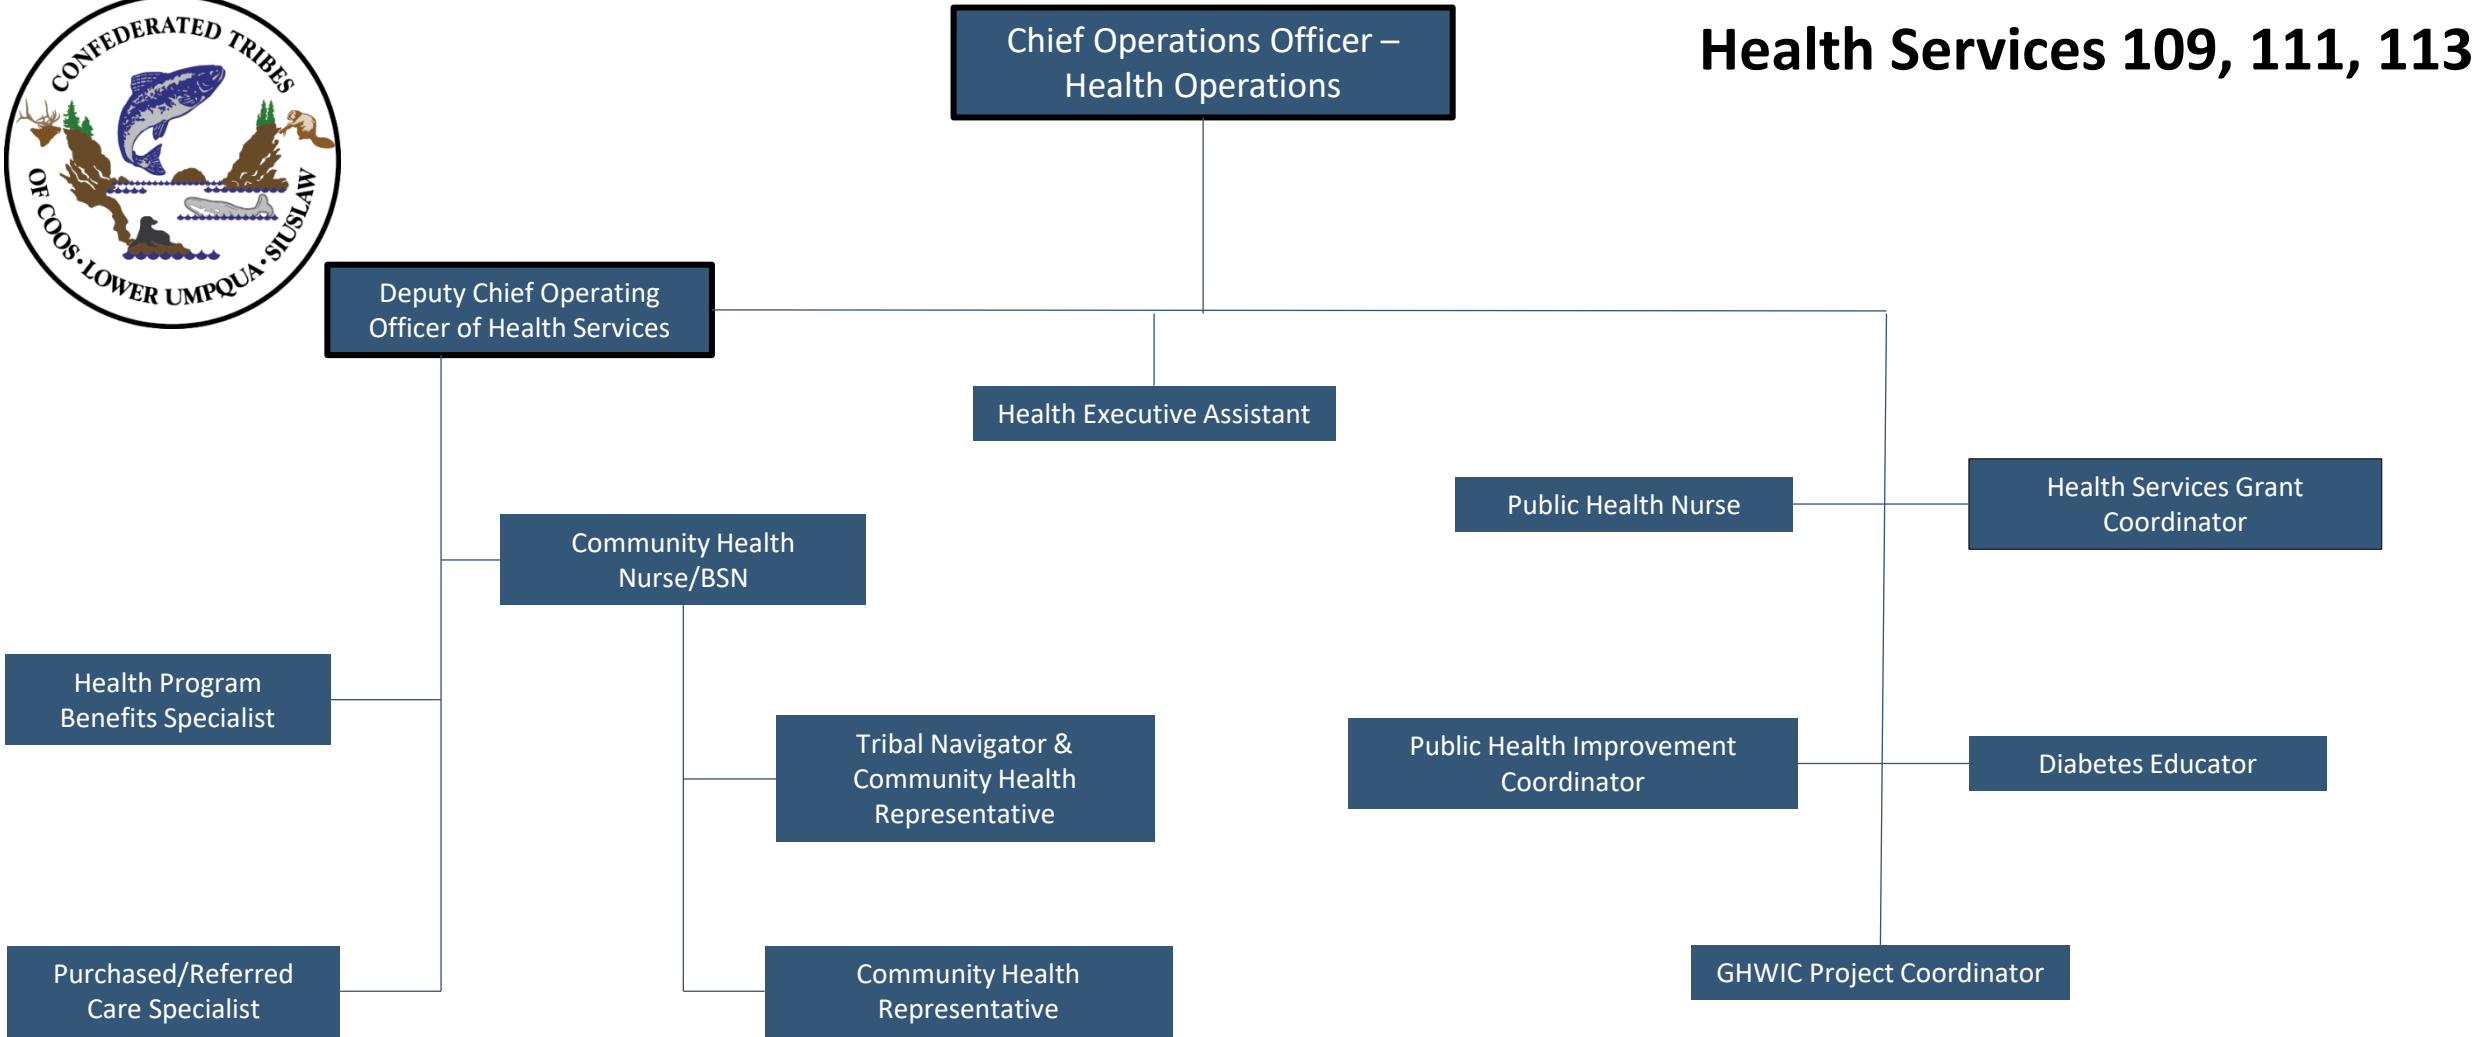 CONFEDERATED TRIBES
OF COOS · LOWER UMPQUA · SIUSLAW
Chief Operations Officer –
Health Operations
Health Services 109, 111, 113
Deputy Chief Operating
Officer of Health Services
Health Executive Assistant
Public Health Nurse
Health Services Grant
Coordinator
Community Health
Nurse/BSN
Health Program
Benefits Specialist
Tribal Navigator &
Community Health
Representative
Public Health Improvement
Coordinator
Diabetes Educator
Purchased/Referred
Care Specialist
Community Health
Representative
GHWIC Project Coordinator